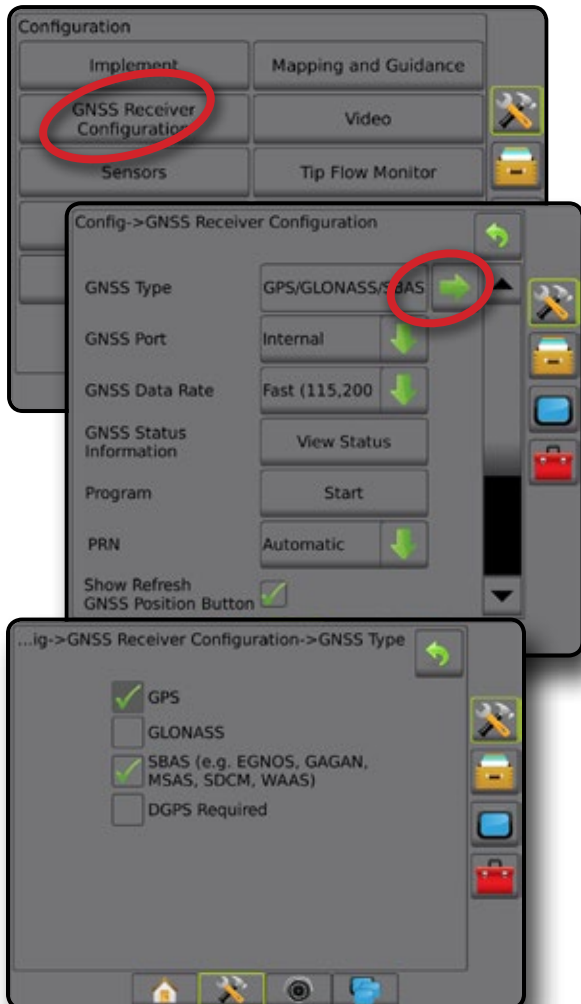 Configuration
Implement
Mapping and Guidance
GNSS Receiver
Configuration
Video
Sensors
Tip Flow Monitor
Config->GNSS Receiver Configuration
GNSS Type
GPS/GLONASS/SBAS
GNSS Port
Internal
GNSS Data Rate
Fast (115,200
GNSS Status
Information
View Status
Program
Start
PRN
Automatic
Show Refresh
GNSS Position Button
...ig->GNSS Receiver Configuration->GNSS Type
GPS
GLONASS
SBAS (e.g. EGNOS, GAGAN,
MSAS, SDCM, WAAS)
DGPS Required